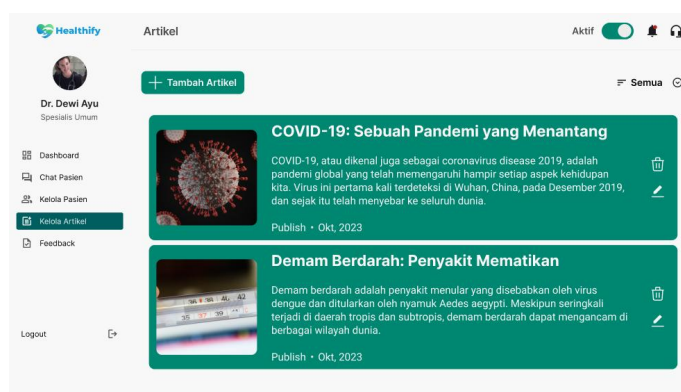 Healthify
Artikel
Aktif
Dr. Dewi Ayu
Spesialis Umum
Dashboard
Chat Pasien
Kelola Pasien
Kelola Artikel
Feedback
Logout
Tambah Artikel
Semua
COVID-19: Sebuah Pandemi yang Menantang
COVID-19, atau dikenal juga sebagai coronavirus disease 2019, adalah
pandemi global yang telah memengaruhi hampir setiap aspek kehidupan
kita. Virus ini pertama kali terdeteksi di Wuhan, China, pada Desember 2019,
dan sejak itu telah menyebar ke seluruh dunia.
Publish • Okt, 2023
Demam Berdarah: Penyakit Mematikan
Demam berdarah adalah penyakit menular yang disebabkan oleh virus
dengue dan ditularkan oleh nyamuk Aedes aegypti. Meskipun seringkali
terjadi di daerah tropis dan subtropis, demam berdarah dapat mengancam di
berbagai wilayah dunia.
Publish • Okt, 2023